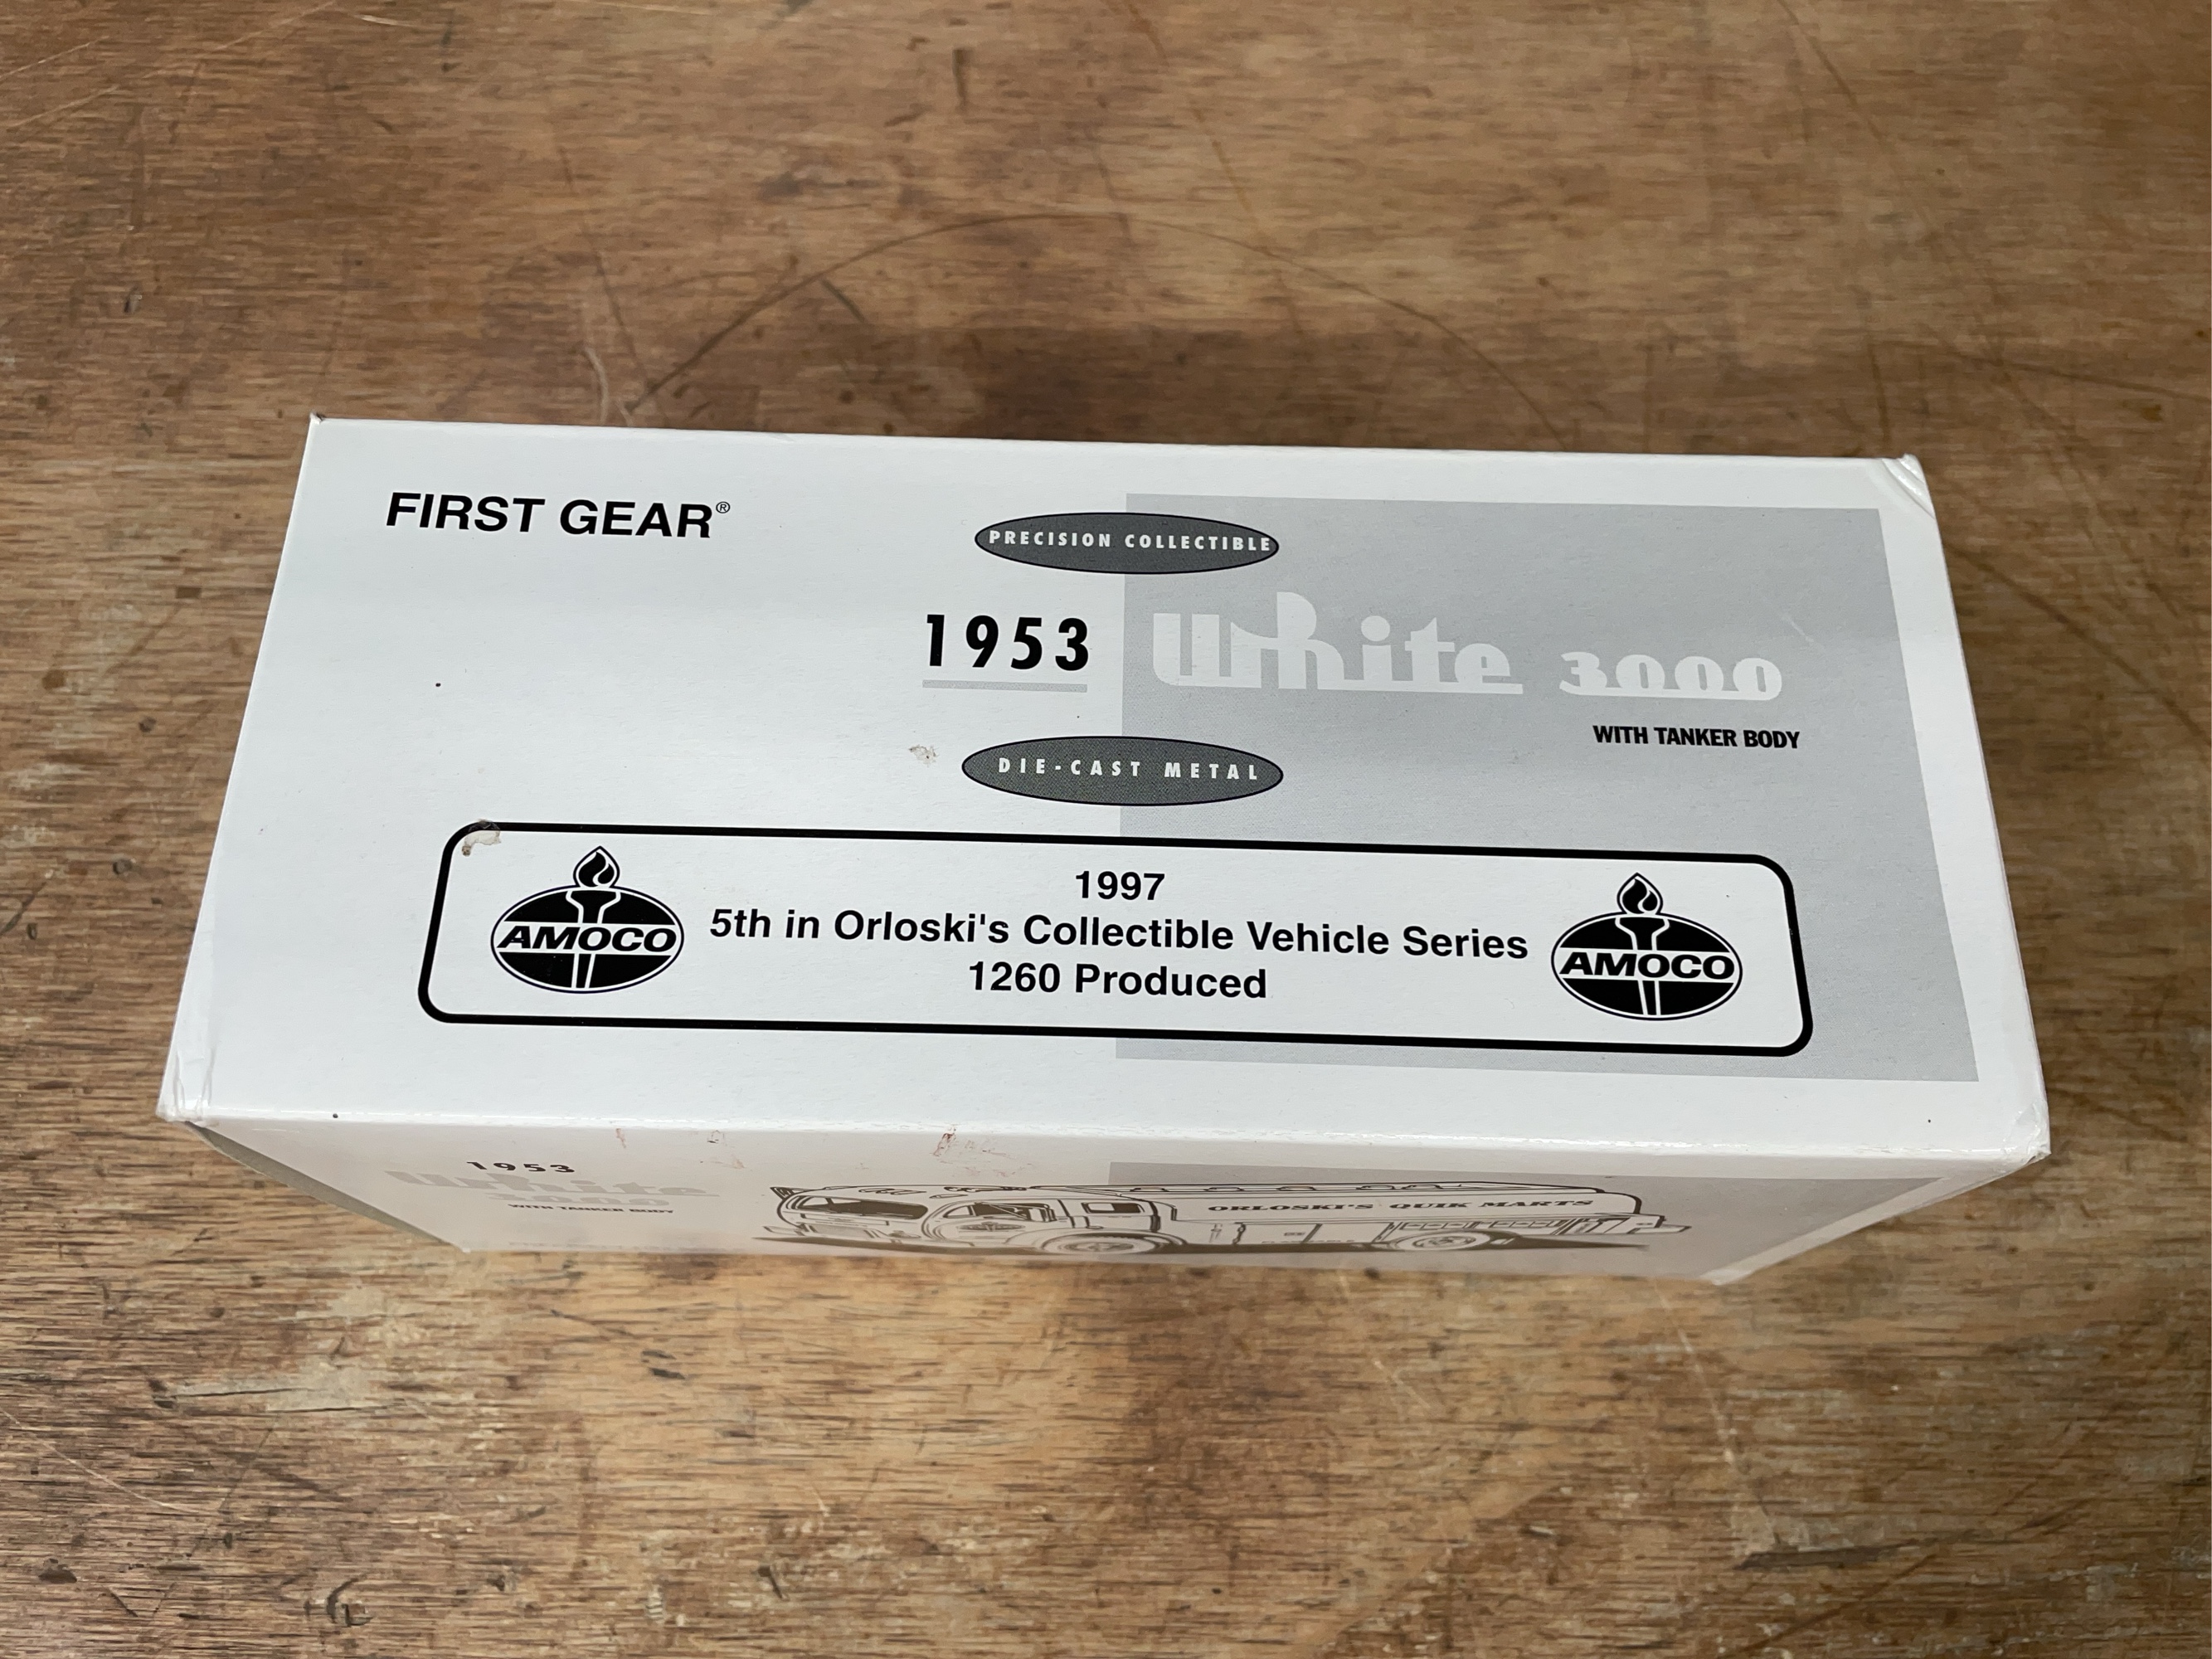 FIRST GEAR®
PRECISION COLLECTIBLE
1953 White 3000
WITH TANKER BODY
DIE-CAST METAL
AMOCO
1997
5th in Orloski's Collectible Vehicle Series
1260 Produced
AMOCO
1953
White
3000
WITH TANKER BODY
ORLOSKI'S QUIK MARTS